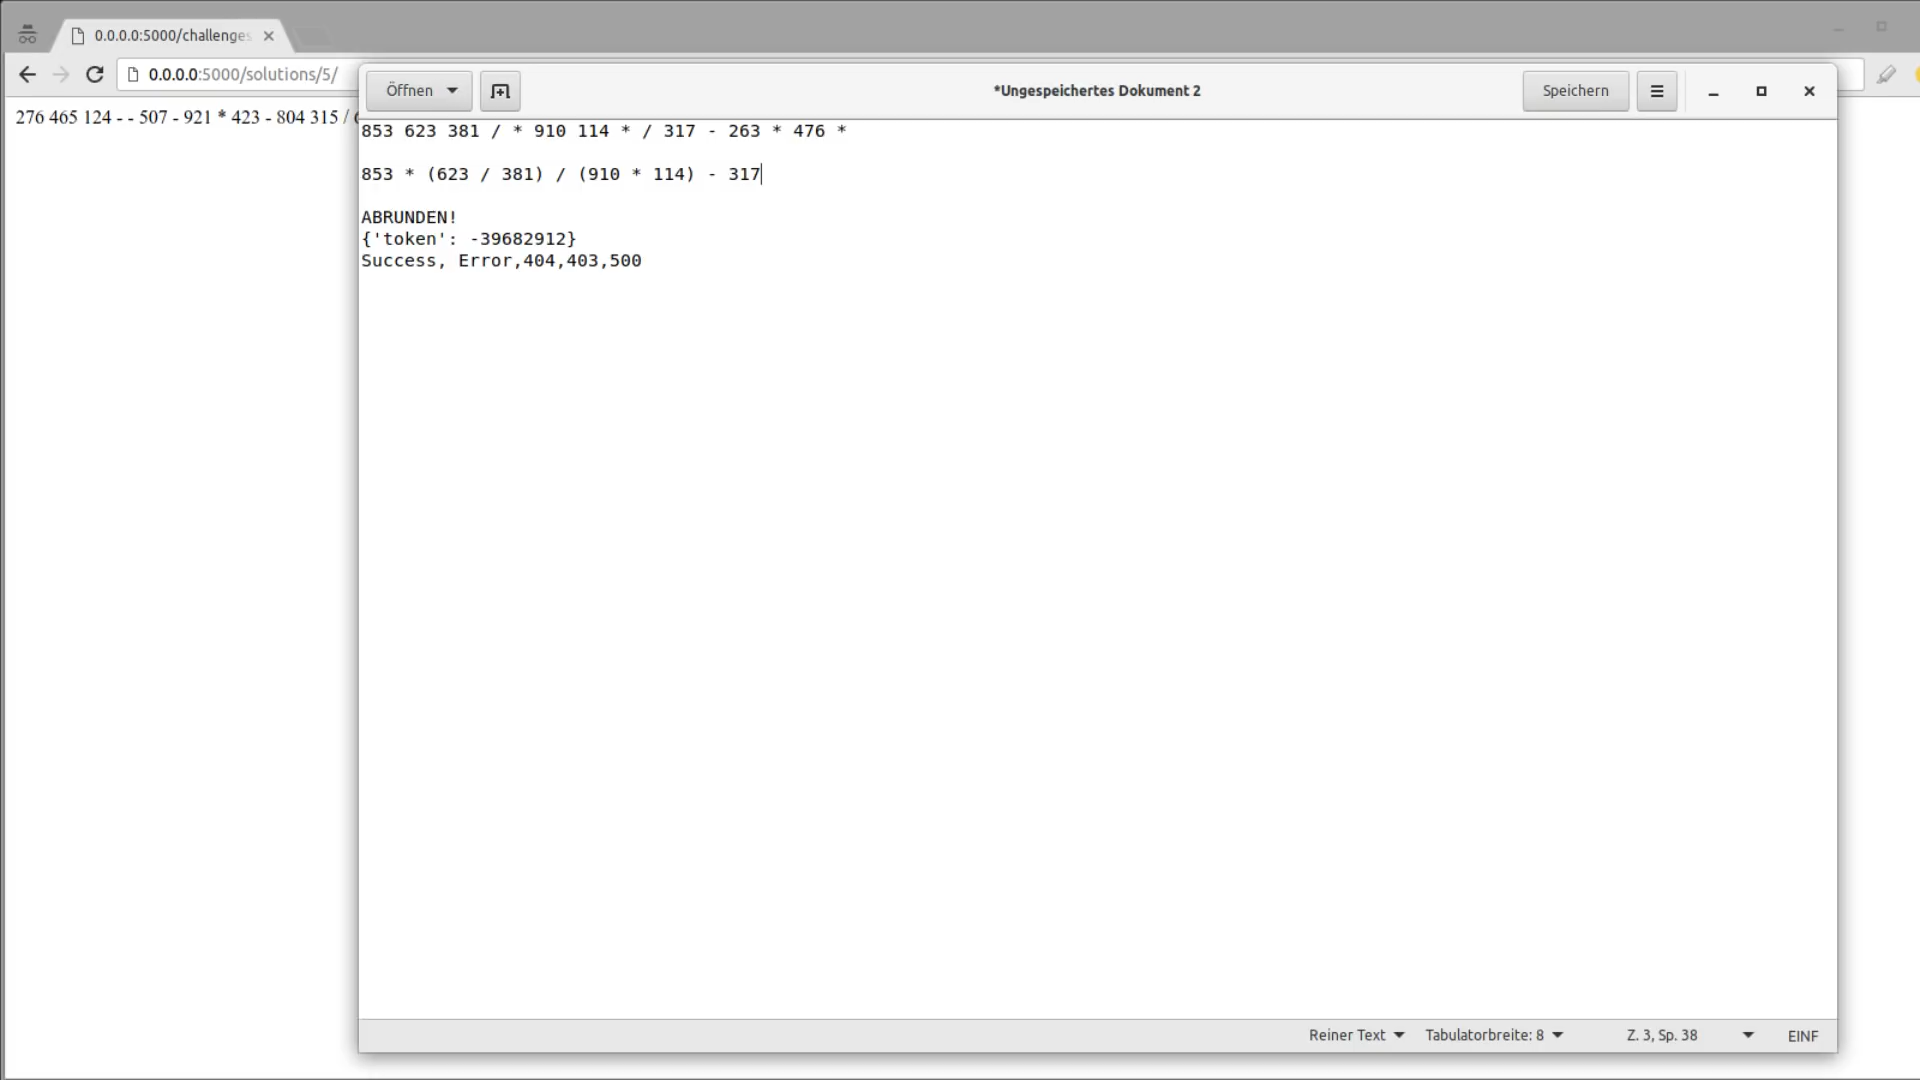 0.0.0.0:5000/challenges
0.0.0.0:5000/solutions/5/
Öffnen
*Ungespeichertes Dokument 2
Speichern
276 465 124 - - 507 - 921 * 423 - 804 315 /
853 623 381 / * 910 114 * / 317 - 263 * 476 *
853 * (623 / 381) / (910 * 114) - 317
ABRUNDEN!
{'token': -39682912}
Success, Error,404,403,500
Reiner Text
Tabulatorbreite: 8
Z. 3, Sp. 38
EINF